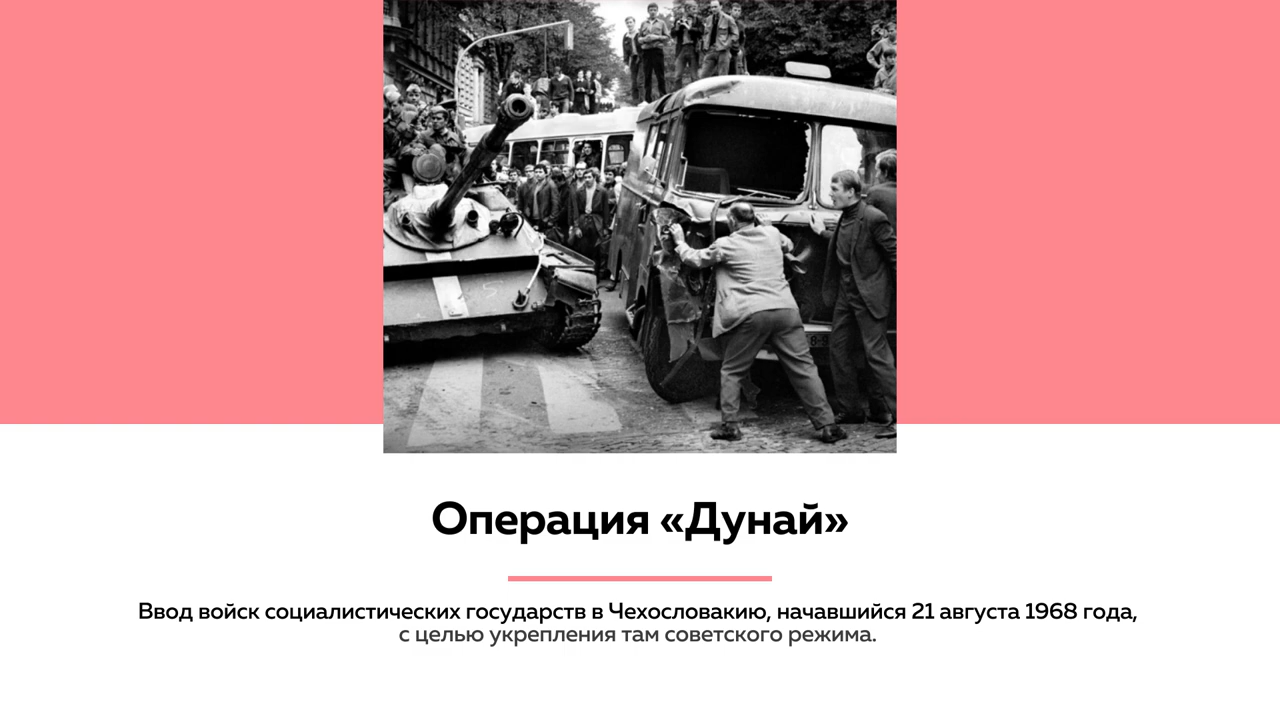 Операция «Дунай»
Ввод войск социалистических государств в Чехословакию, начавшийся 21 августа 1968 года,
с целью укрепления там советского режима.